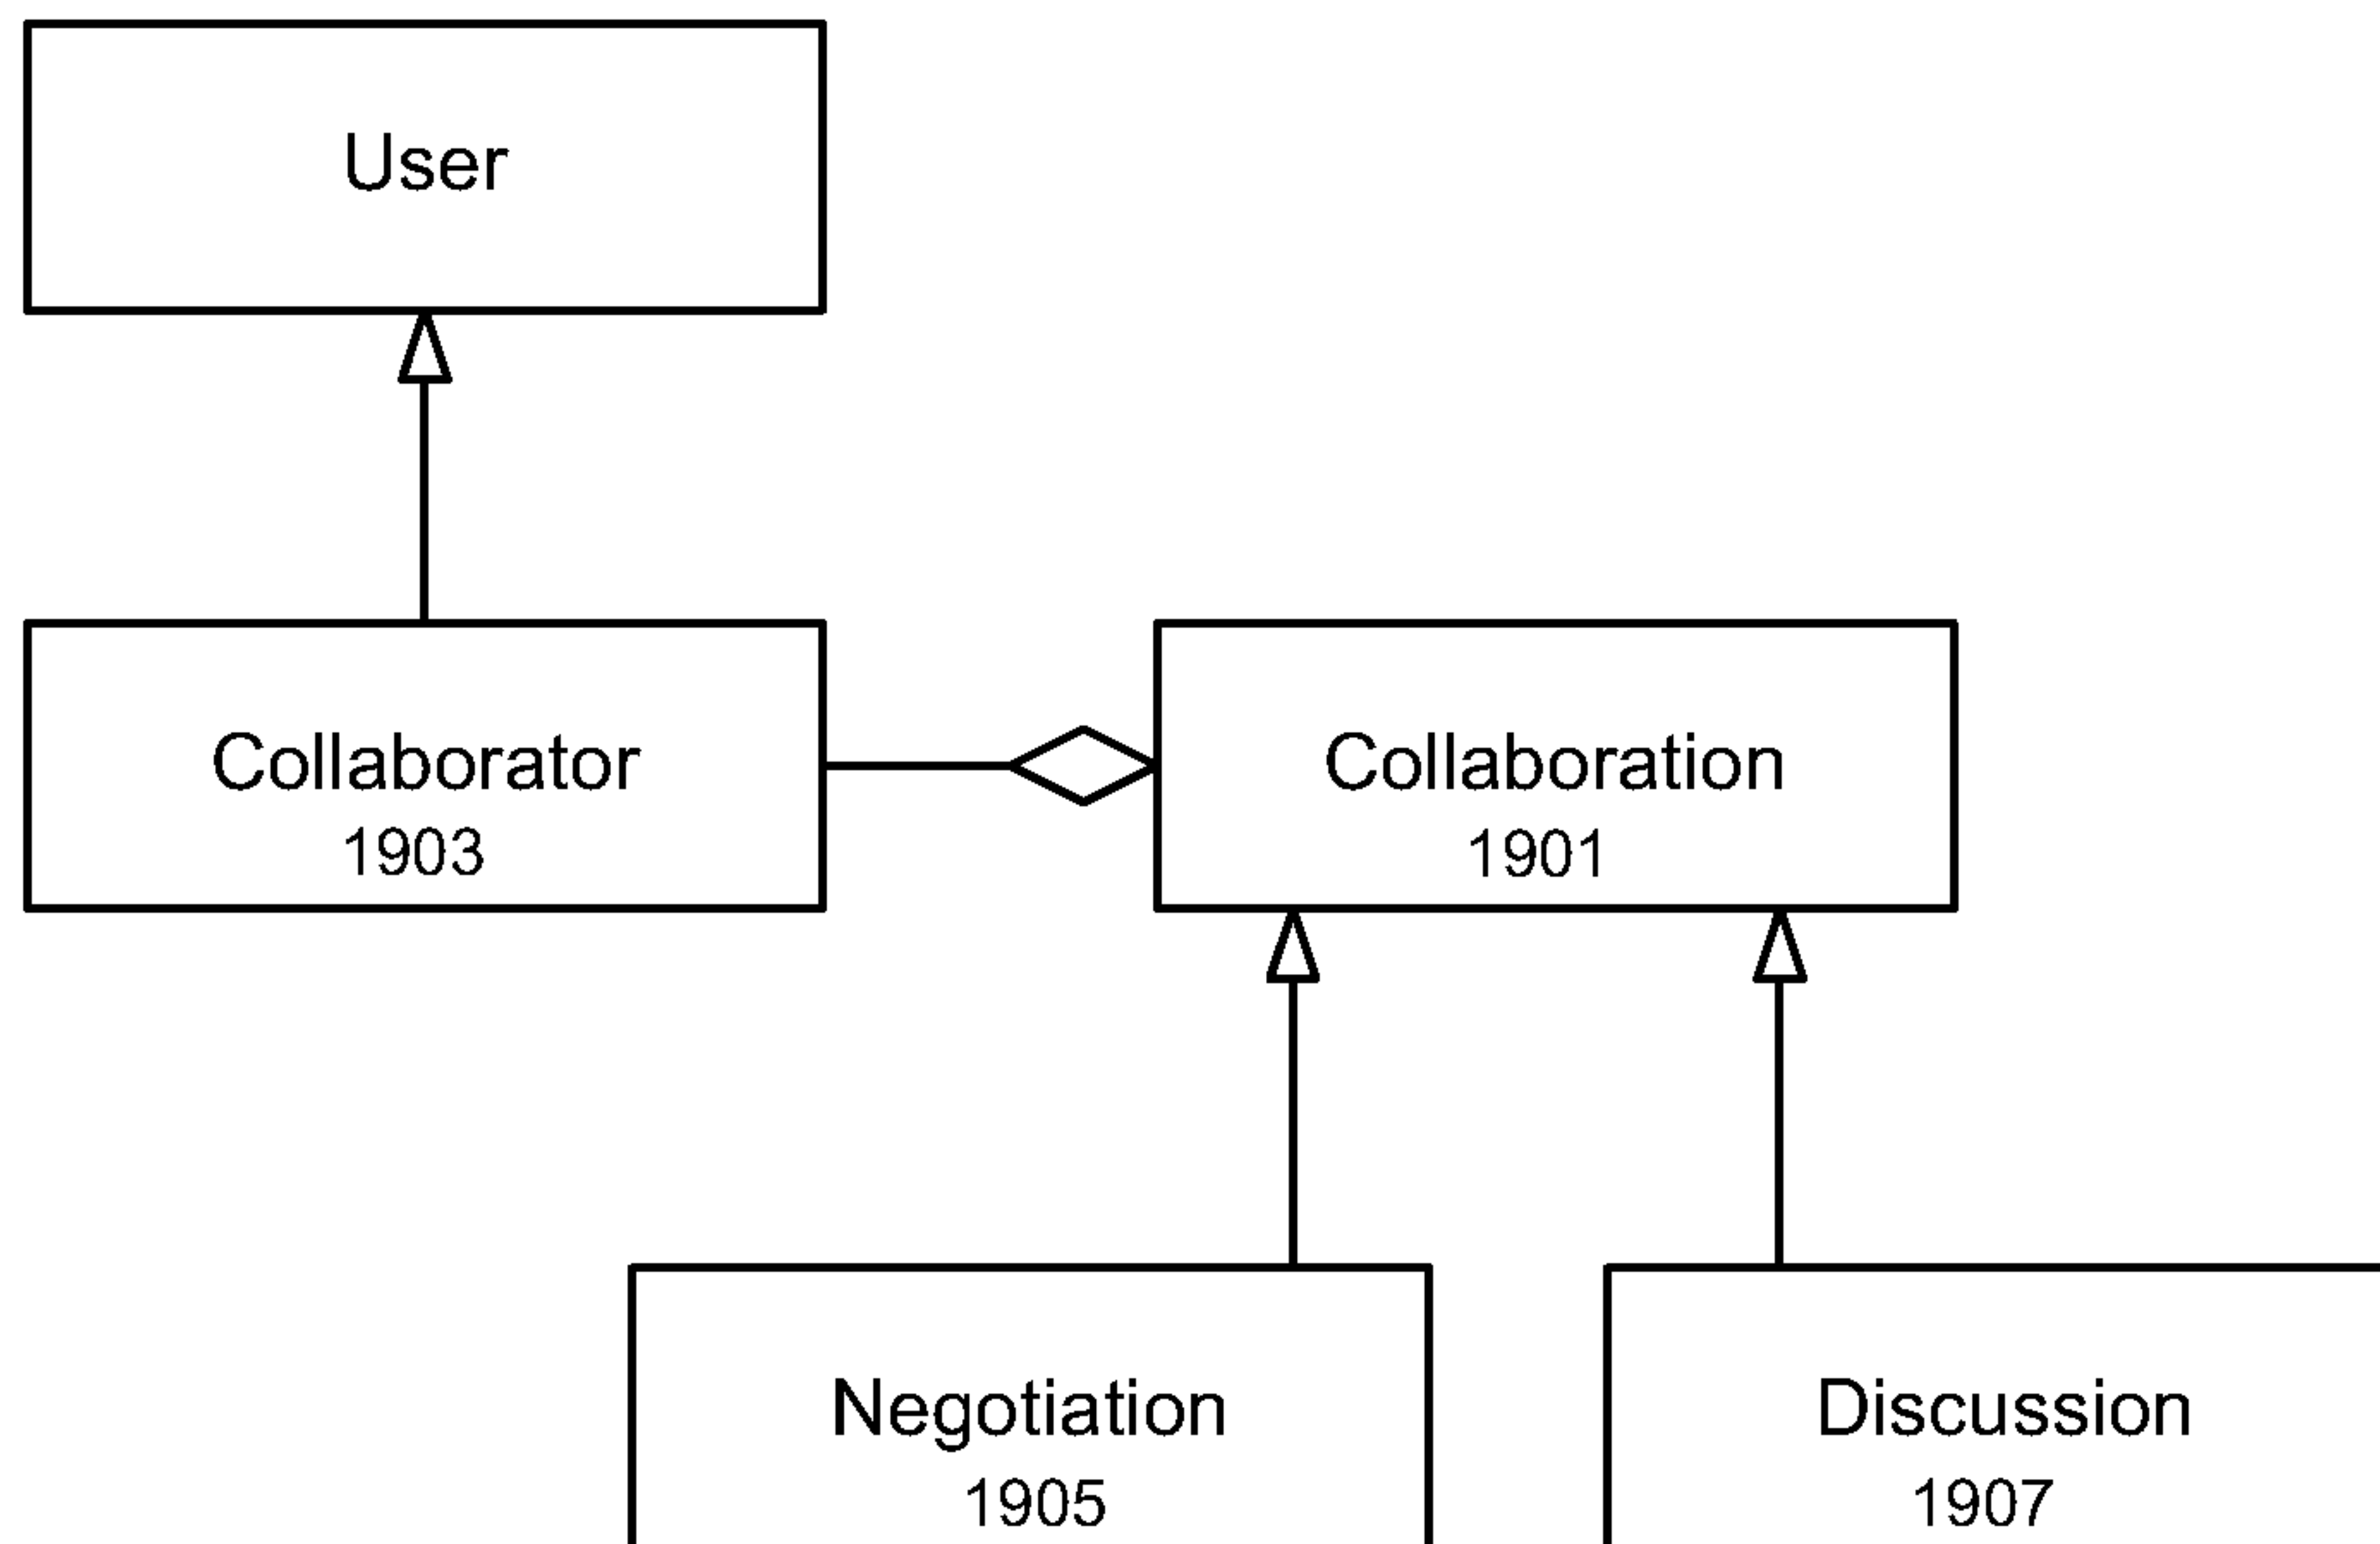 User
Collaborator
1903
Collaboration
1901
Negotiation
1905
Discussion
1907